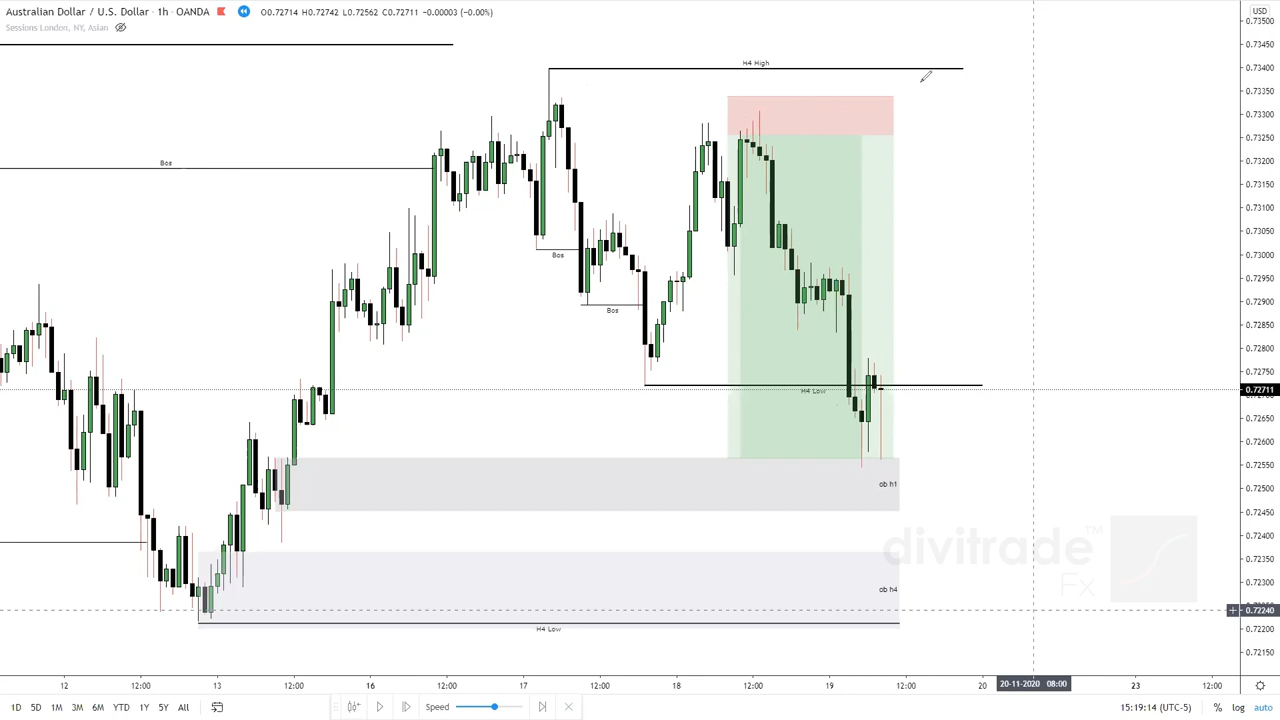 Australian Dollar / U.S. Dollar · 1h · OANDA O0.72714 H0.72742 L0.72562 C0.72711 -0.00003 (-0.00%)
Sessions London, NY, Asian
USD
0.73500
0.73450
0.73400
0.73350
0.73300
0.73250
0.73200
0.73150
0.73100
0.73050
0.73000
0.72950
0.72900
0.72850
0.72800
0.72750
0.72711
0.72650
0.72600
0.72550
0.72500
0.72450
0.72400
0.72350
0.72300
0.72240
0.72200
0.72150
H4 High
Bos
Bos
Bos
H4 Low
ob h1
ob h4
H4 Low
divitrade™
Fx
12 12:00 13 12:00 16 12:00 17 12:00 18 12:00 19 12:00 20 20-11-2020 08:00 23 12:00
1D 5D 1M 3M 6M YTD 1Y 5Y All Speed 15:19:14 (UTC-5) % log auto